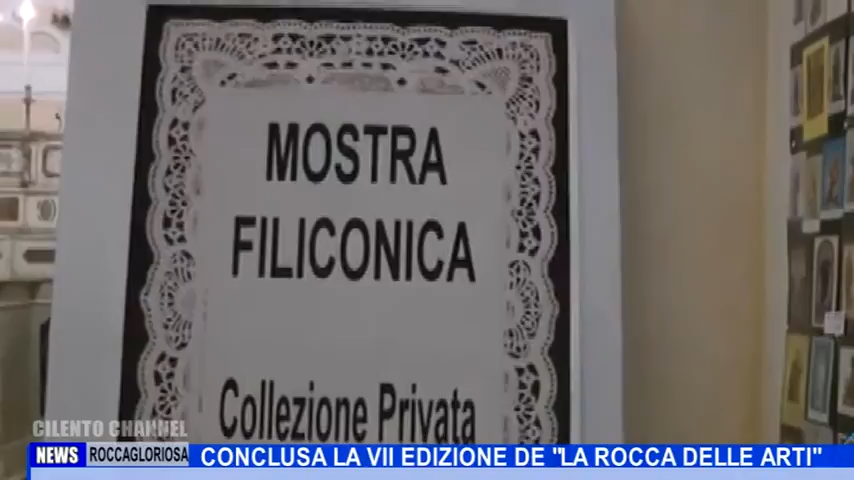 MOSTRA
FILICONICA
Collezione Privata
CILENTO CHANNEL
NEWS ROCCAGLORIOSA CONCLUSA LA VII EDIZIONE DE "LA ROCCA DELLE ARTI"